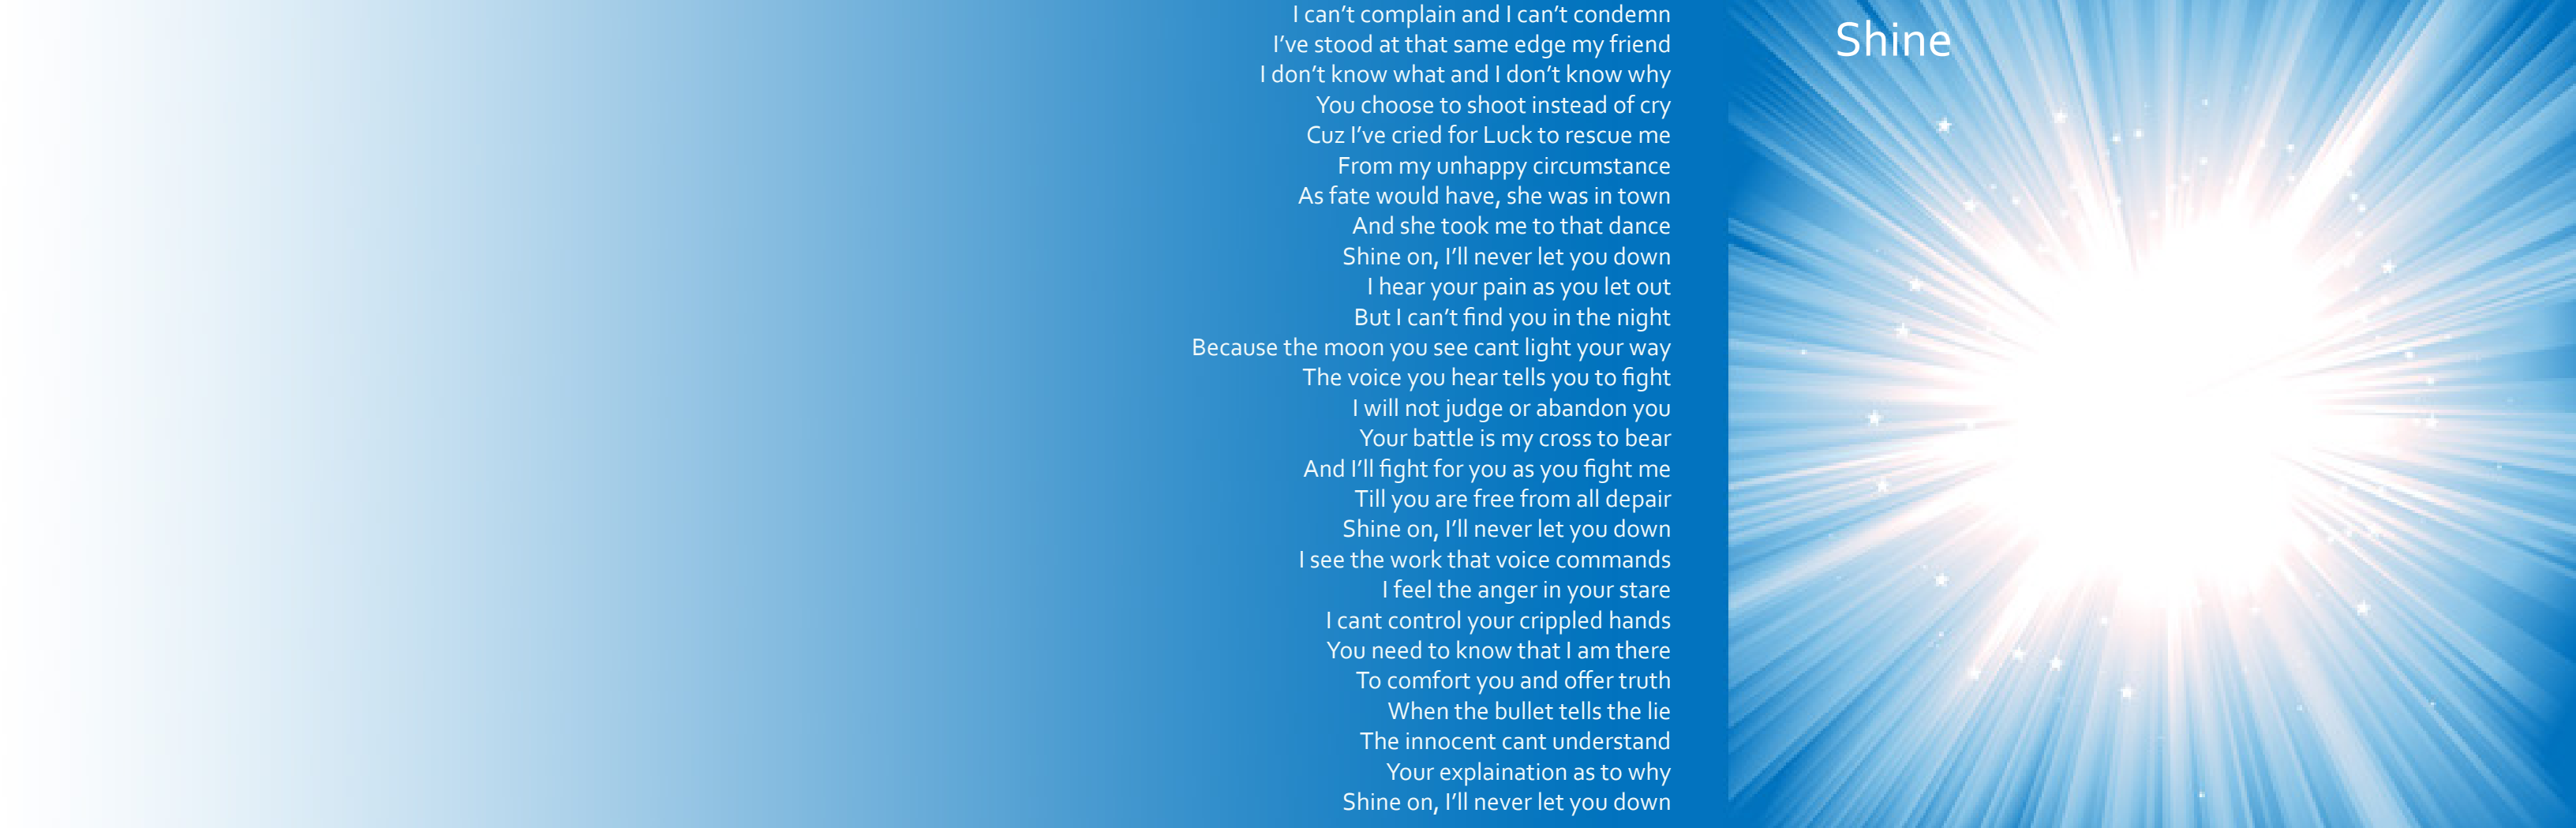 I can’t complain and I can’t condemn
I’ve stood at that same edge my friend
I don’t know what and I don’t know why
You choose to shoot instead of cry
Cuz I’ve cried for Luck to rescue me
From my unhappy circumstance
As fate would have, she was in town
And she took me to that dance
Shine on, I’ll never let you down
I hear your pain as you let out
But I can’t find you in the night
Because the moon you see cant light your way
The voice you hear tells you to fight
I will not judge or abandon you
Your battle is my cross to bear
And I’ll fight for you as you fight me
Till you are free from all depair
Shine on, I’ll never let you down
I see the work that voice commands
I feel the anger in your stare
I cant control your crippled hands
You need to know that I am there
To comfort you and offer truth
When the bullet tells the lie
The innocent cant understand
Your explaination as to why
Shine on, I’ll never let you down
Shine